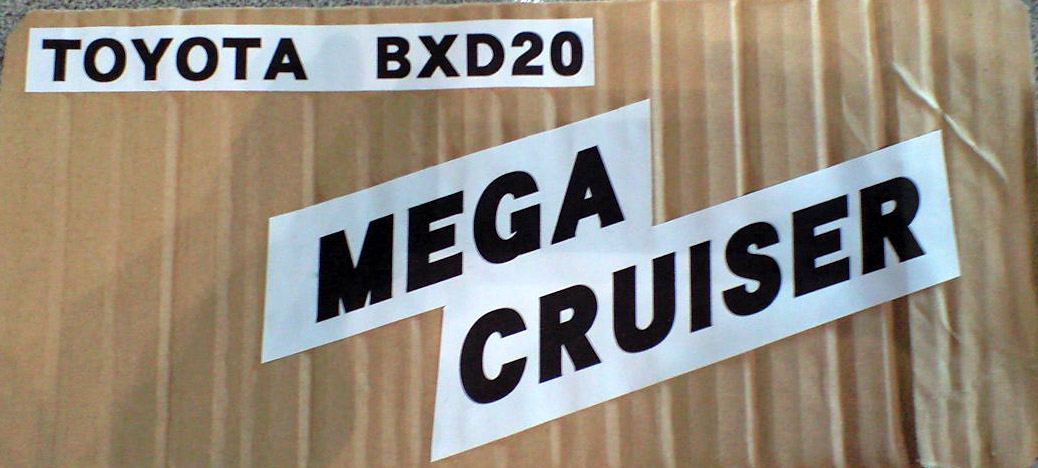 TOYOTA BXD20
MEGA
CRUISER